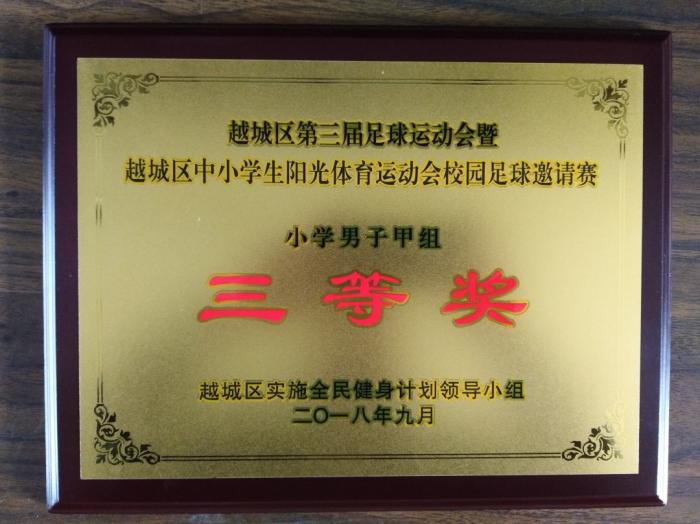 越城区第三届足球运动会暨
越城区中小学生阳光体育运动会校园足球邀请赛
小学男子甲组
三等奖
越城区实施全民健身计划领导小组
二〇一八年九月